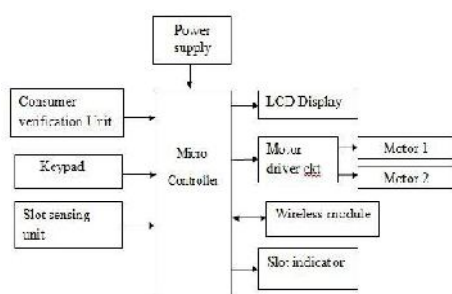 Power
supply
Consumer
verification Unit
Keypad
Slot sensing
unit
Micro
Controller
LCD Display
Motor
driver ckt
Motor 1
Motor 2
Wireless module
Slot indicator